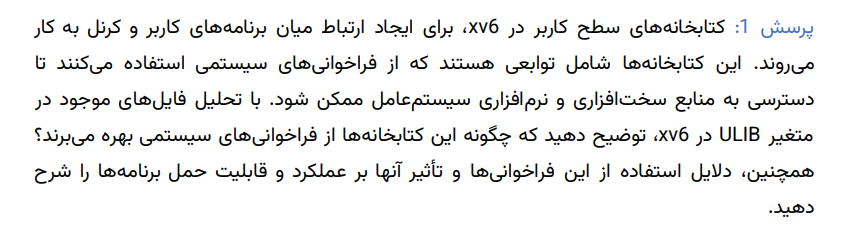 پرسش 1: کتابخانه‌های سطح کاربر در xv6، برای ایجاد ارتباط میان برنامه‌های کاربر و کرنل به کار
می‌روند. این کتابخانه‌ها شامل توابعی هستند که از فراخوانی‌های سیستمی استفاده می‌کنند تا
دسترسی به منابع سخت‌افزاری و نرم‌افزاری سیستم‌عامل ممکن شود. با تحلیل فایل‌های موجود در
متغیر ULIB در xv6، توضیح دهید که چگونه این کتابخانه‌ها از فراخوانی‌های سیستمی بهره می‌برند؟
همچنین، دلایل استفاده از این فراخوانی‌ها و تأثیر آنها بر عملکرد و قابلیت حمل برنامه‌ها را شرح
دهید.